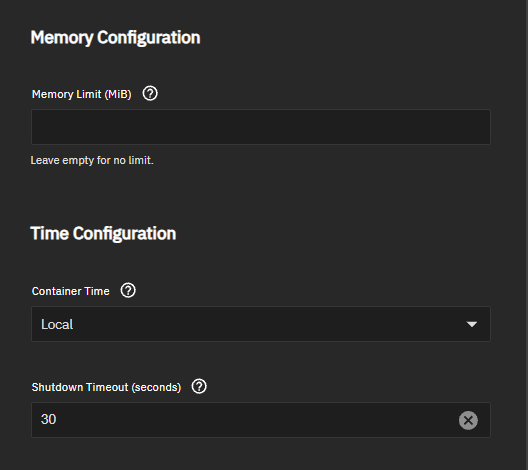 Memory Configuration
Memory Limit (MiB)
Leave empty for no limit.
Time Configuration
Container Time
Local
Shutdown Timeout (seconds)
30